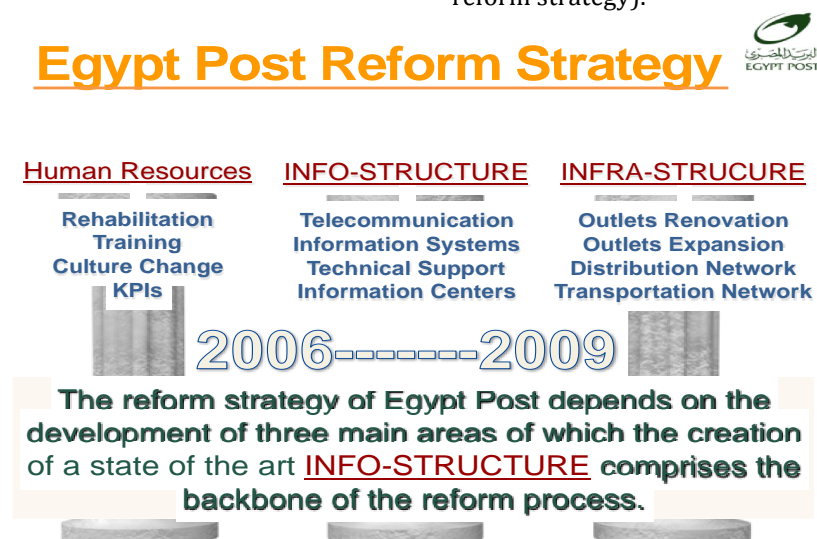 reform strategy).
Egypt Post Reform Strategy
البريد المصري
EGYPT POST
Human Resources
Rehabilitation
Training
Culture Change
KPIs
INFO-STRUCTURE
Telecommunication
Information Systems
Technical Support
Information Centers
INFRA-STRUCURE
Outlets Renovation
Outlets Expansion
Distribution Network
Transportation Network
2006-------2009
The reform strategy of Egypt Post depends on the
development of three main areas of which the creation
of a state of the art INFO-STRUCTURE comprises the
backbone of the reform process.